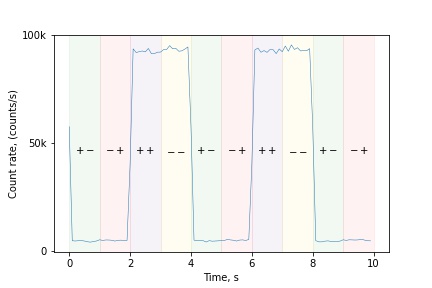 100k
50k
0
Count rate, (counts/s)
+ − − + + + − − + − − + + + − − + − − +
0 2 4 6 8 10
Time, s